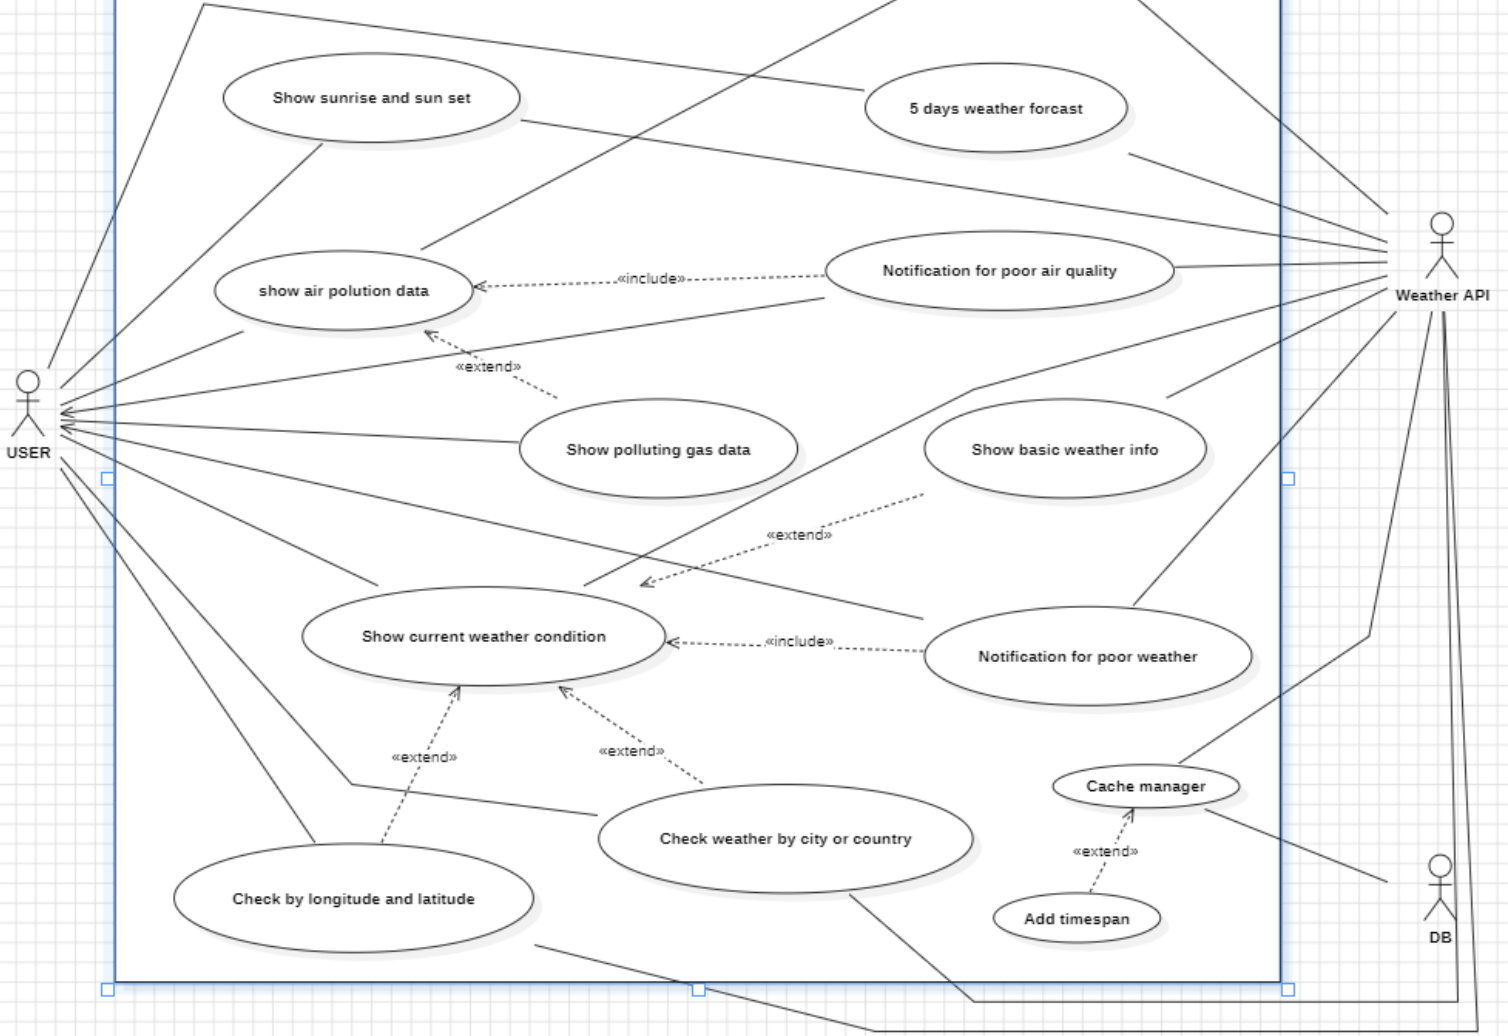 Show sunrise and sun set
5 days weather forcast
Notification for poor air quality
«include»
show air polution data
Weather API
«extend»
USER
Show polluting gas data
Show basic weather info
«extend»
Show current weather condition
«include»
Notification for poor weather
«extend»
«extend»
Cache manager
Check weather by city or country
«extend»
Check by longitude and latitude
Add timespan
DB